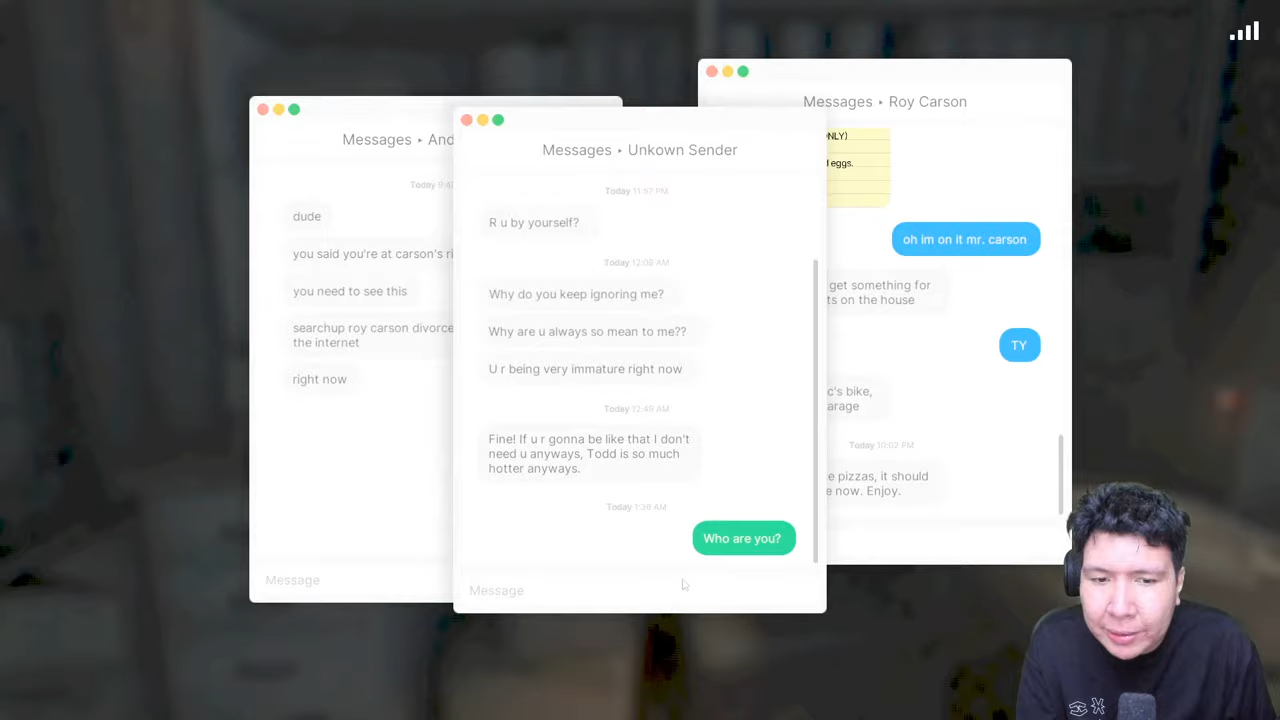 Messages ‣ And
Today 9:4
dude
you said you're at carson's ri
you need to see this
searchup roy carson divorce
the internet
right now
Message
Messages ‣ Unkown Sender
Today 11:57 PM
R u by yourself?
Today 12:09 AM
Why do you keep ignoring me?
Why are u always so mean to me??
U r being very immature right now
Today 12:49 AM
Fine! If u r gonna be like that I don't
need u anyways, Todd is so much
hotter anyways.
Today 1:36 AM
Who are you?
Message
Messages ‣ Roy Carson
NLY)
eggs.
oh im on it mr. carson
get something for
ts on the house
TY
c's bike,
arage
Today 10:02 PM
e pizzas, it should
e now. Enjoy.